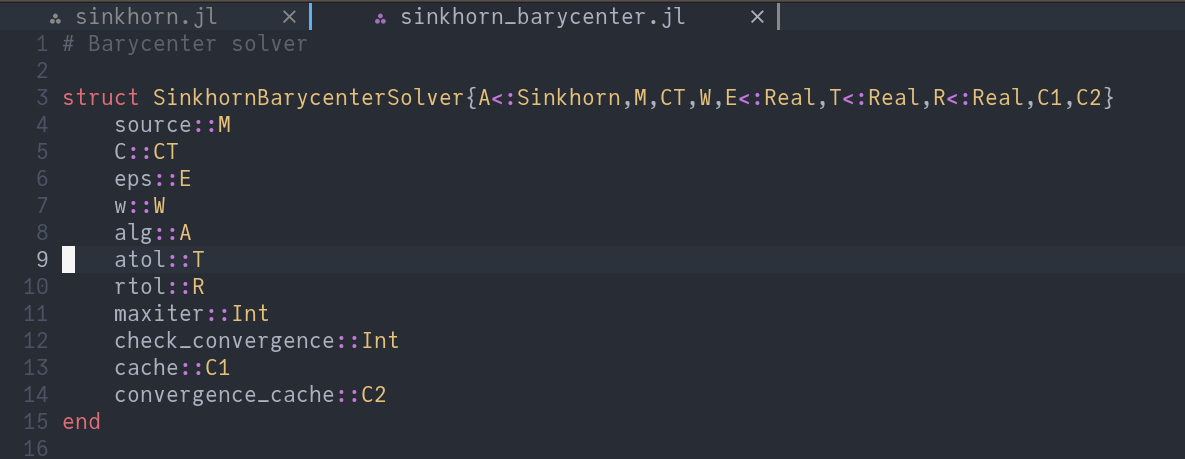 sinkhorn.jl × sinkhorn_barycenter.jl ×
1 # Barycenter solver
2
3 struct SinkhornBarycenterSolver{A<:Sinkhorn,M,CT,W,E<:Real,T<:Real,R<:Real,C1,C2}
4     source::M
5     C::CT
6     eps::E
7     w::W
8     alg::A
9     atol::T
10     rtol::R
11     maxiter::Int
12     check_convergence::Int
13     cache::C1
14     convergence_cache::C2
15 end
16